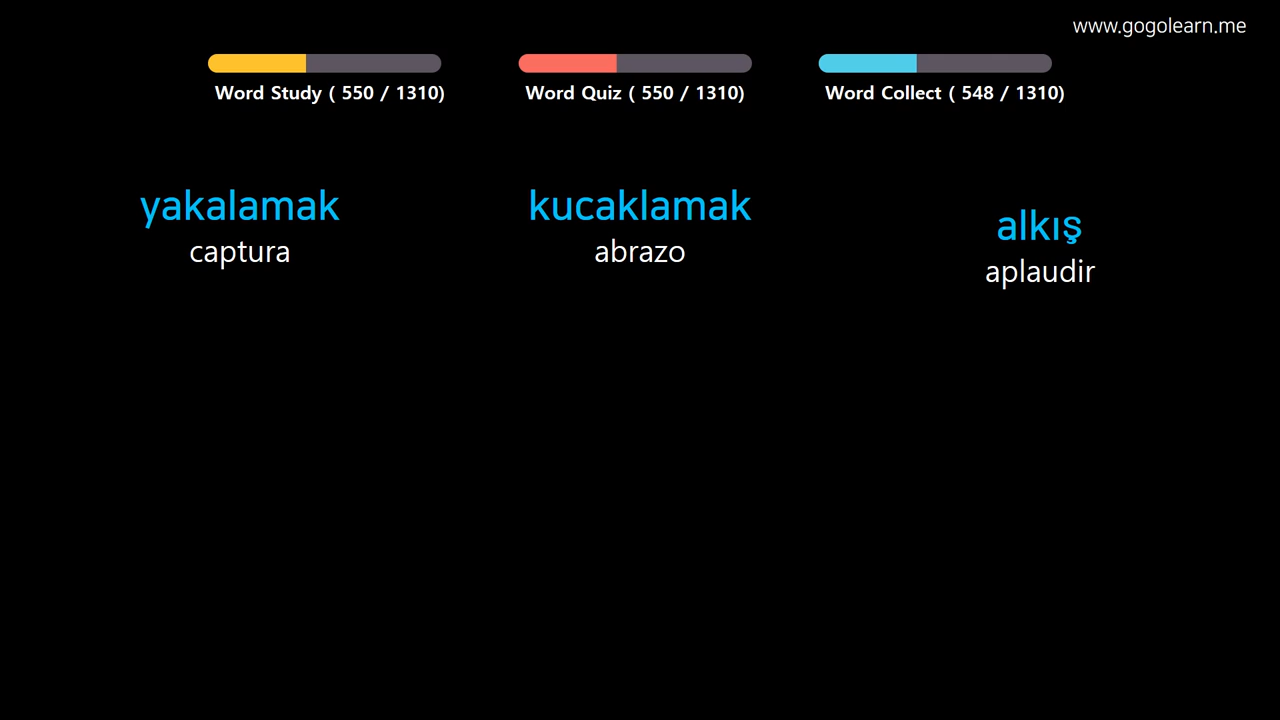 www.gogolearn.me
Word Study ( 550 / 1310)
Word Quiz ( 550 / 1310)
Word Collect ( 548 / 1310)
yakalamak
captura
kucaklamak
abrazo
alkış
aplaudir